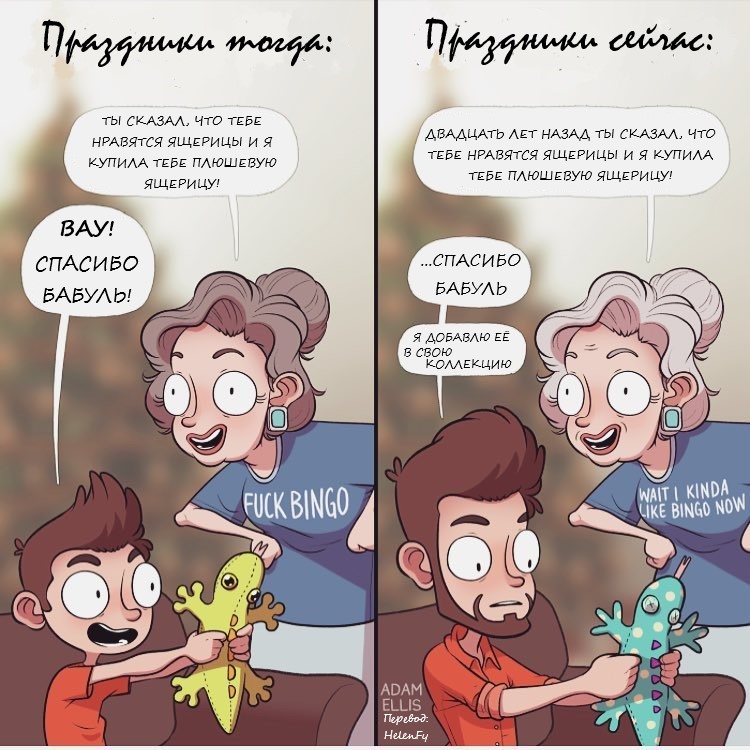 Праздники тогда:
ТЫ СКАЗАЛ, ЧТО ТЕБЕ
НРАВЯТСЯ ЯЩЕРИЦЫ И Я
КУПИЛА ТЕБЕ ПЛЮШЕВУЮ
ЯЩЕРИЦУ!
ВАУ!
СПАСИБО
БАБУЛЬ!
FUCK BINGO
Праздники сейчас:
ДВАДЦАТЬ ЛЕТ НАЗАД ТЫ СКАЗАЛ, ЧТО
ТЕБЕ НРАВЯТСЯ ЯЩЕРИЦЫ И Я КУПИЛА
ТЕБЕ ПЛЮШЕВУЮ ЯЩЕРИЦУ!
...СПАСИБО
БАБУЛЬ
Я ДОБАВЛЮ ЕЁ
В СВОЮ
КОЛЛЕКЦИЮ
WAIT I KINDA
LIKE BINGO NOW
ADAM
ELLIS
Перевод:
HelenFy